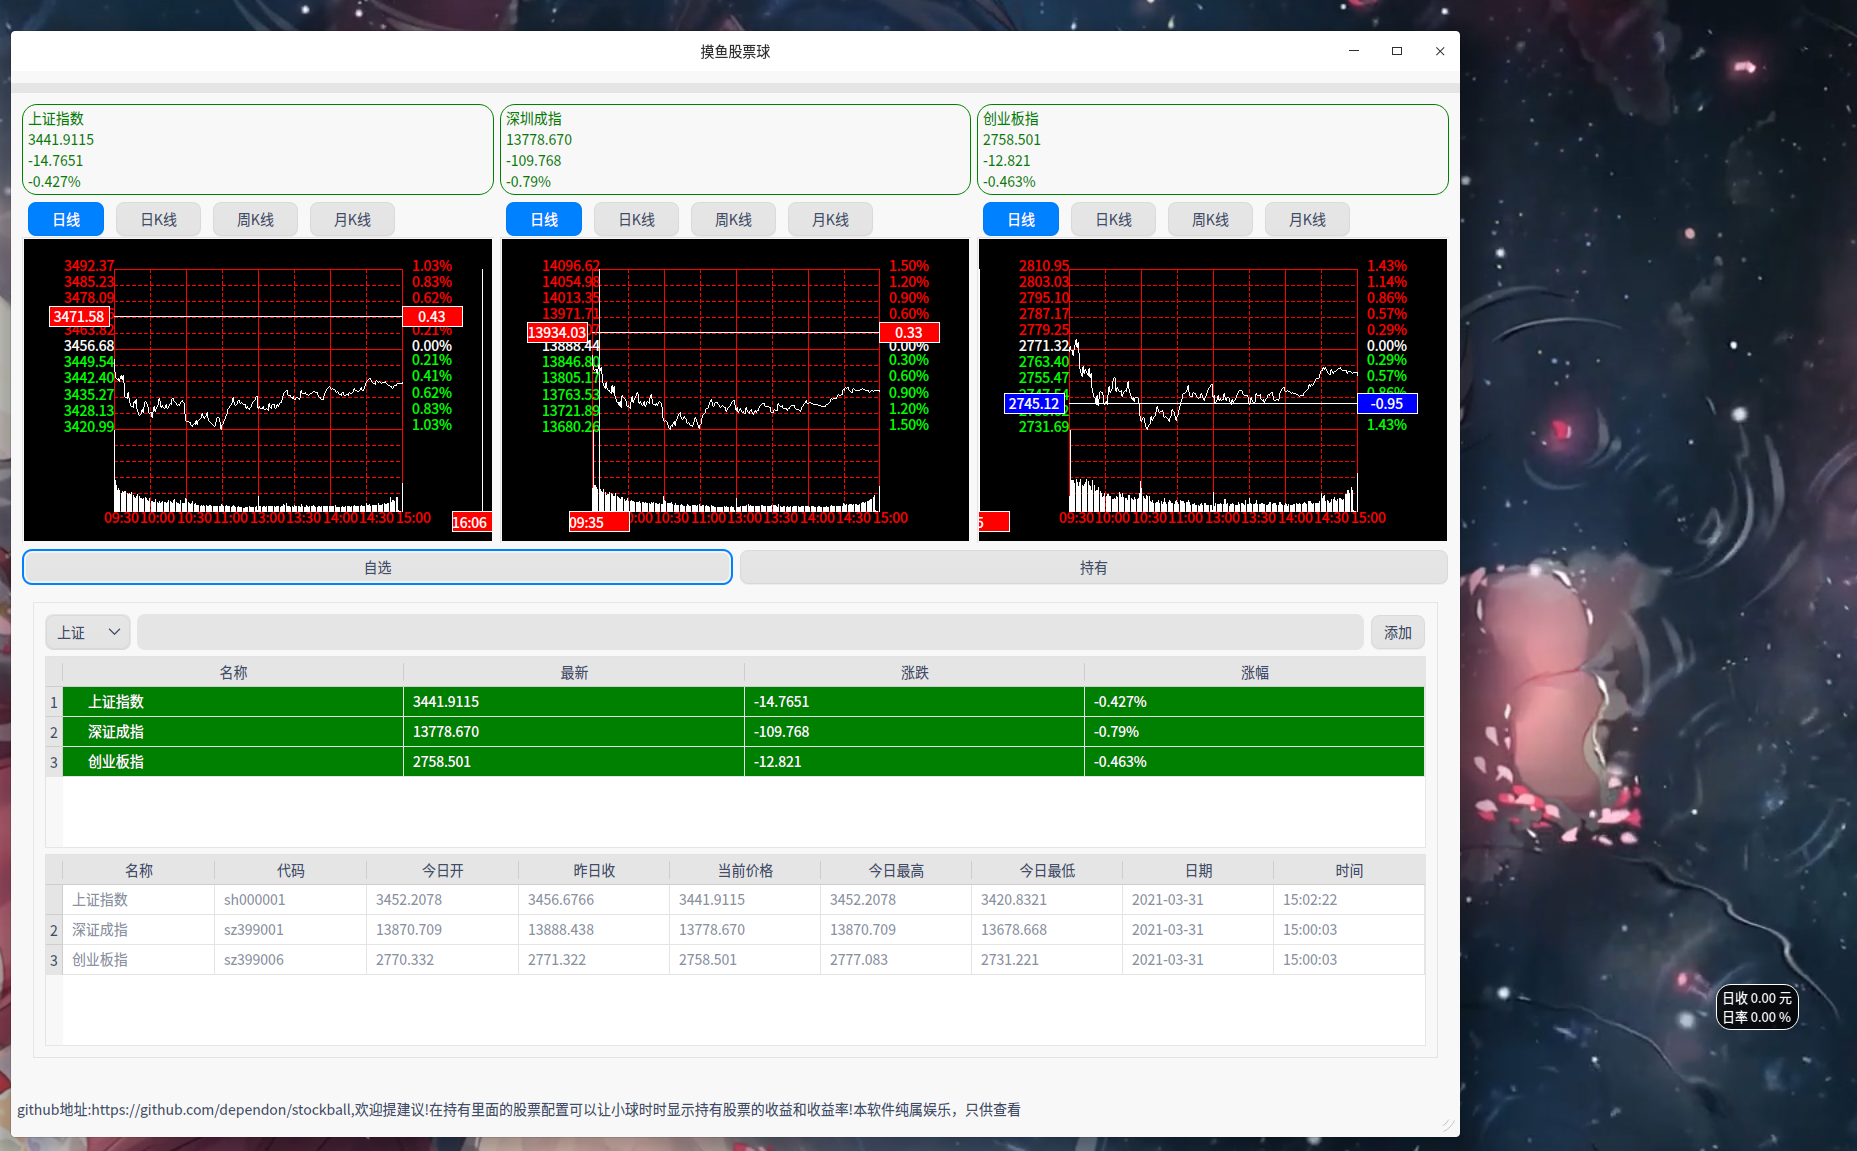 摸鱼股票球
上证指数
3441.9115
-14.7651
-0.427%
深圳成指
13778.670
-109.768
-0.79%
创业板指
2758.501
-12.821
-0.463%
日线 日K线 周K线 月K线
日线 日K线 周K线 月K线
日线 日K线 周K线 月K线
3492.37 1.03%
3485.23 0.83%
3478.09 0.62%
3471.58 0.43
3463.82 0.21%
3456.68 0.00%
3449.54 0.21%
3442.40 0.41%
3435.27 0.62%
3428.13 0.83%
3420.99 1.03%
09:30 10:00 10:30 11:00 13:00 13:30 14:00 14:30 15:00 16:06
14096.62 1.50%
14054.98 1.20%
14013.35 0.90%
13971.71 0.60%
13934.03 0.33
13888.44 0.00%
13846.80 0.30%
13805.17 0.60%
13763.53 0.90%
13721.89 1.20%
13680.26 1.50%
09:35 10:30 11:00 13:00 13:30 14:00 14:30 15:00
2810.95 1.43%
2803.03 1.14%
2795.10 0.86%
2787.17 0.57%
2779.25 0.29%
2771.32 0.00%
2763.40 0.29%
2755.47 0.57%
0.86%
2745.12 -0.95
2731.69 1.43%
5 09:30 10:00 10:30 11:00 13:00 13:30 14:00 14:30 15:00
自选 持有
上证 添加
名称 最新 涨跌 涨幅
1 上证指数 3441.9115 -14.7651 -0.427%
2 深证成指 13778.670 -109.768 -0.79%
3 创业板指 2758.501 -12.821 -0.463%
名称 代码 今日开 昨日收 当前价格 今日最高 今日最低 日期 时间
上证指数 sh000001 3452.2078 3456.6766 3441.9115 3452.2078 3420.8321 2021-03-31 15:02:22
2 深证成指 sz399001 13870.709 13888.438 13778.670 13870.709 13678.668 2021-03-31 15:00:03
3 创业板指 sz399006 2770.332 2771.322 2758.501 2777.083 2731.221 2021-03-31 15:00:03
日收 0.00 元
日率 0.00 %
github地址:https://github.com/dependon/stockball,欢迎提建议!在持有里面的股票配置可以让小球时时显示持有股票的收益和收益率!本软件纯属娱乐，只供查看